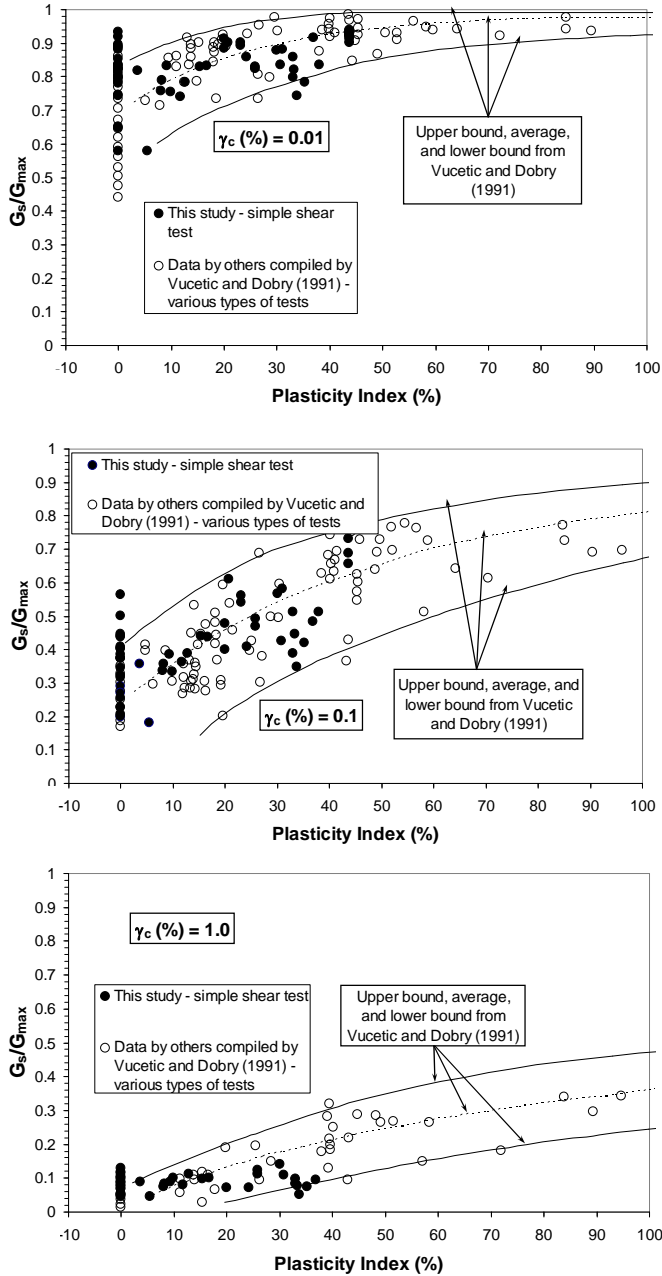 1
0.9
0.8
0.7
0.6
0.5
0.4
0.3
0.2
0.1
0
Gs/Gmax
γc (%) = 0.01
Upper bound, average,
and lower bound from
Vucetic and Dobry
(1991)
This study - simple shear
test
Data by others compiled by
Vucetic and Dobry (1991) -
various types of tests
-10 0 10 20 30 40 50 60 70 80 90 100
Plasticity Index (%)
1
0.9
0.8
0.7
0.6
0.5
0.4
0.3
0.2
0.1
0
Gs/Gmax
This study - simple shear test
Data by others compiled by Vucetic and
Dobry (1991) - various types of tests
γc (%) = 0.1
Upper bound, average, and
lower bound from Vucetic
and Dobry (1991)
-10 0 10 20 30 40 50 60 70 80 90 100
Plasticity Index (%)
1
0.9
0.8
0.7
0.6
0.5
0.4
0.3
0.2
0.1
0
Gs/Gmax
γc (%) = 1.0
This study - simple shear test
Data by others compiled by
Vucetic and Dobry (1991) -
various types of tests
Upper bound, average,
and lower bound from
Vucetic and Dobry (1991)
-10 0 10 20 30 40 50 60 70 80 90 100
Plasticity Index (%)